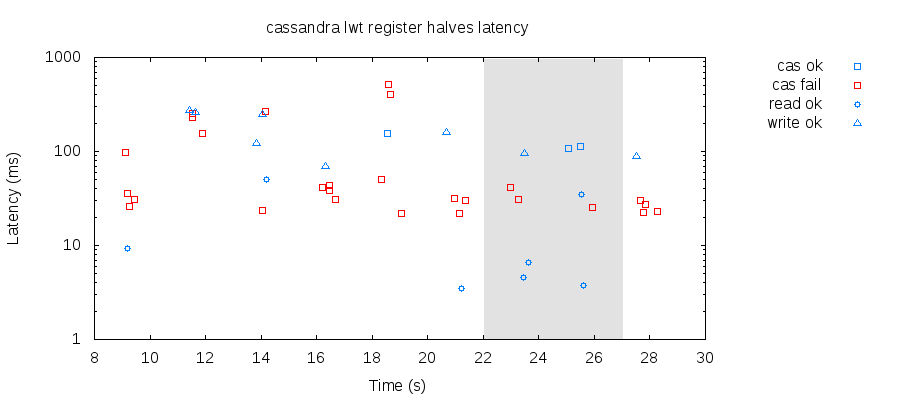 cassandra lwt register halves latency
1000
100
10
1
Latency (ms)
8 10 12 14 16 18 20 22 24 26 28 30
Time (s)
cas ok
cas fail
read ok
write ok